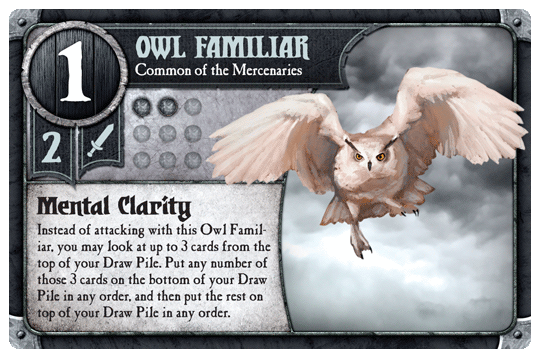 1
OWL FAMILIAR
Common of the Mercenaries
2
Mental Clarity
Instead of attacking with this Owl Famil-
iar, you may look at up to 3 cards from the
top of your Draw Pile. Put any number of
those 3 cards on the bottom of your Draw
Pile in any order, and then put the rest on
top of your Draw Pile in any order.